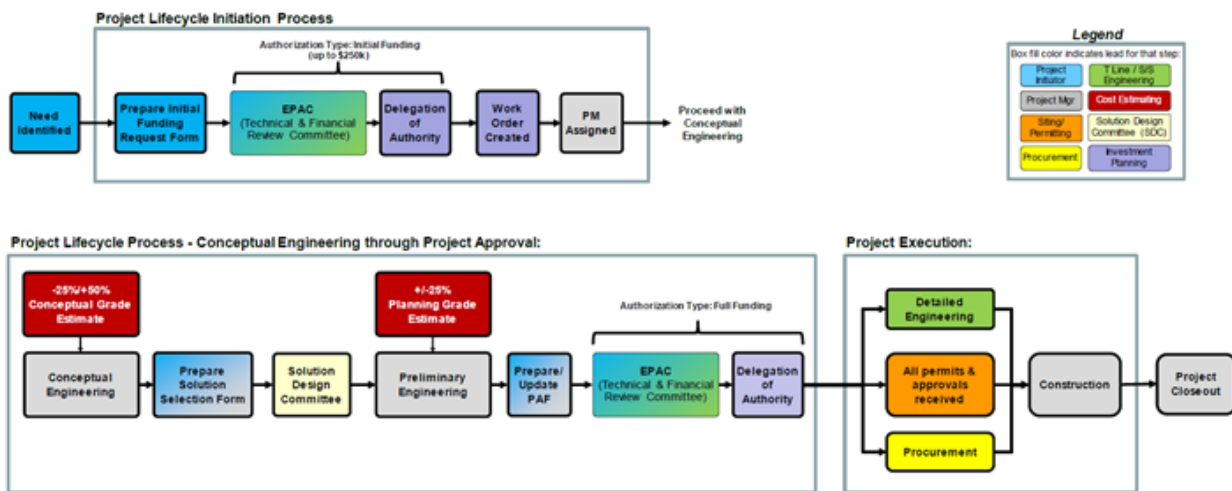 Project Lifecycle Initiation Process
Authorization Type: Initial Funding
(up to $250k)
Need
Identified
Prepare Initial
Funding
Request Form
EPAC
(Technical & Financial
Review Committee)
Delegation
of
Authority
Work
Order
Created
PM
Assigned
Proceed with
Conceptual
Engineering
Legend
Box fill color indicates lead for that step:
Project
Initiator
T Line / S/S
Engineering
Project Mgr
Cost Estimating
Siting/
Permitting
Solution Design
Committee (SDC)
Procurement
Investment
Planning
Project Lifecycle Process - Conceptual Engineering through Project Approval:
-25%/+50%
Conceptual Grade
Estimate
+/-25%
Planning Grade
Estimate
Authorization Type: Full Funding
Conceptual
Engineering
Prepare
Solution
Selection Form
Solution
Design
Committee
Preliminary
Engineering
Prepare/
Update
PAF
EPAC
(Technical & Financial
Review Committee)
Delegation
of
Authority
Project Execution:
Detailed
Engineering
All permits &
approvals
received
Procurement
Construction
Project
Closeout